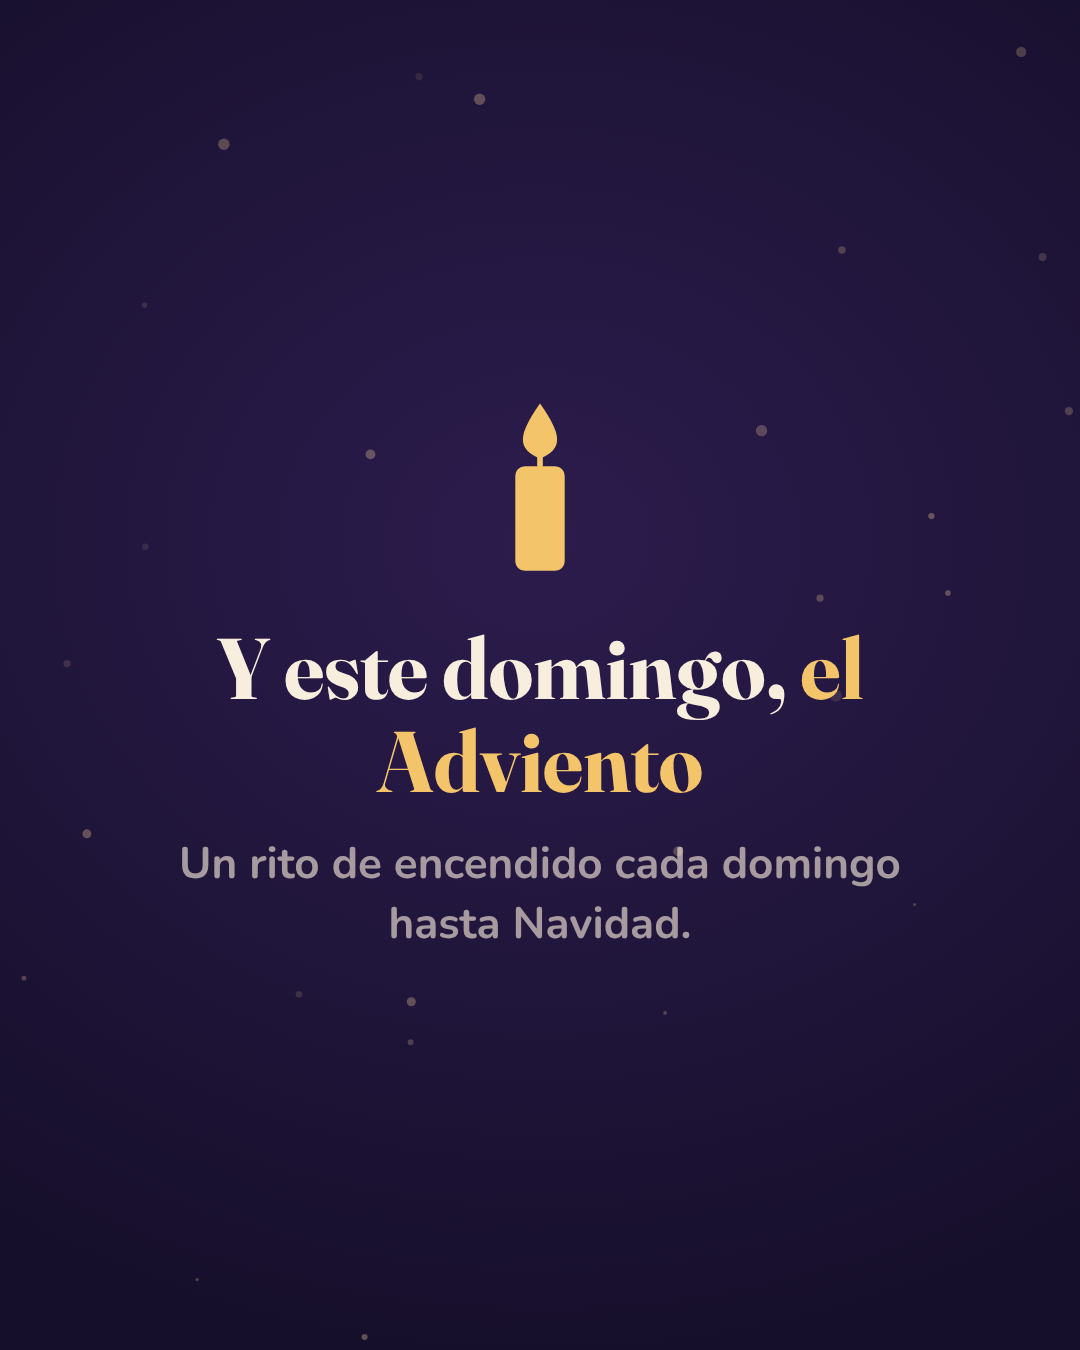 Y este domingo, el
Adviento
Un rito de encendido cada domingo
hasta Navidad.